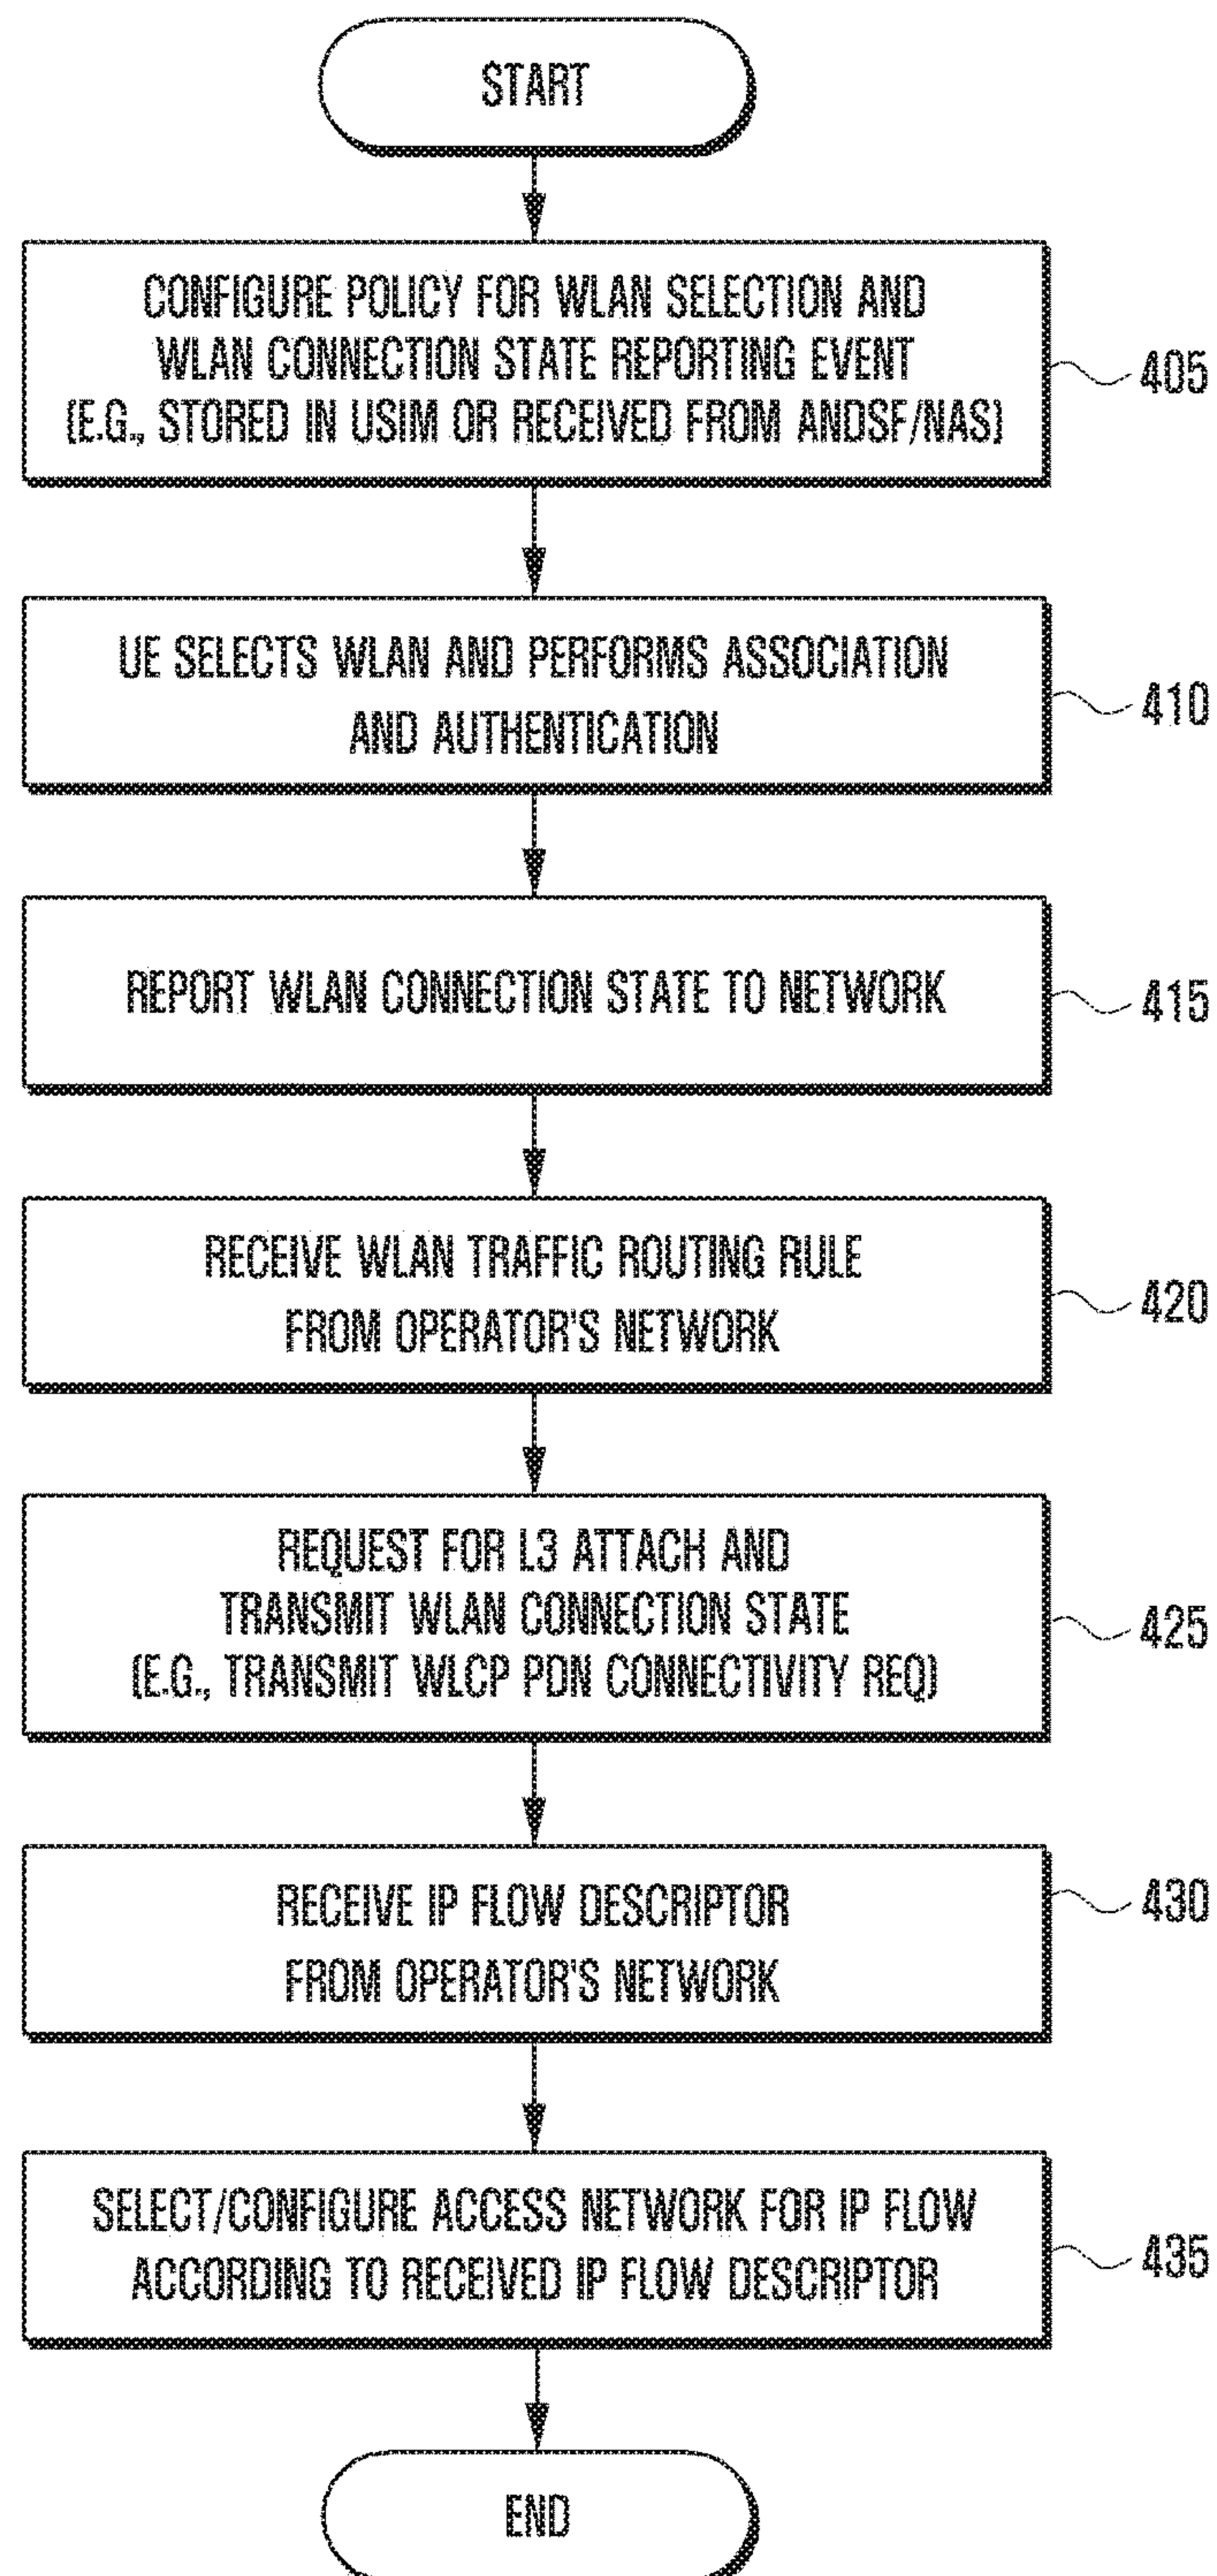 START
CONFIGURE POLICY FOR WLAN SELECTION AND
WLAN CONNECTION STATE REPORTING EVENT
(E.G., STORED IN USIM OR RECEIVED FROM ANDSF/NAS)
405
UE SELECTS WLAN AND PERFORMS ASSOCIATION
AND AUTHENTICATION
410
REPORT WLAN CONNECTION STATE TO NETWORK
415
RECEIVE WLAN TRAFFIC ROUTING RULE
FROM OPERATOR'S NETWORK
420
REQUEST FOR L3 ATTACH AND
TRANSMIT WLAN CONNECTION STATE
(E.G., TRANSMIT WLCP PDN CONNECTIVITY REQ)
425
RECEIVE IP FLOW DESCRIPTOR
FROM OPERATOR'S NETWORK
430
SELECT/CONFIGURE ACCESS NETWORK FOR IP FLOW
ACCORDING TO RECEIVED IP FLOW DESCRIPTOR
435
END